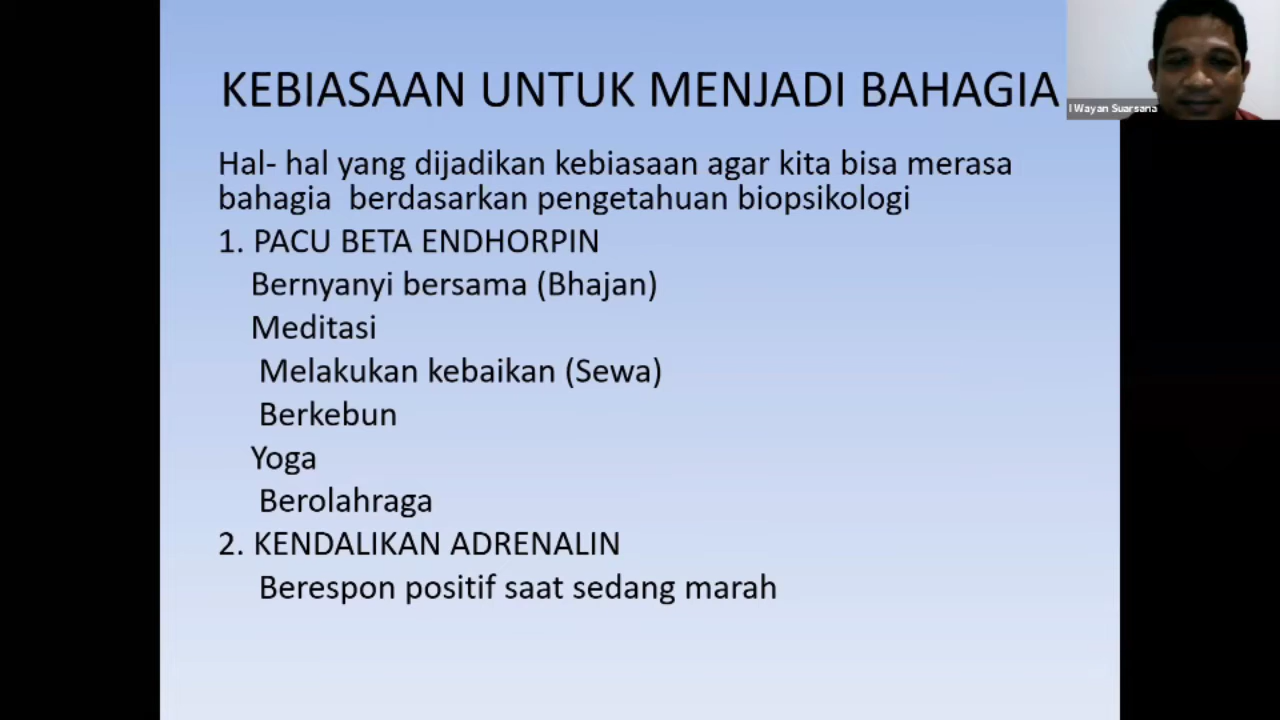 KEBIASAAN UNTUK MENJADI BAHAGIA
I Wayan Suarsana
Hal- hal yang dijadikan kebiasaan agar kita bisa merasa
bahagia  berdasarkan pengetahuan biopsikologi
1. PACU BETA ENDHORPIN
Bernyanyi bersama (Bhajan)
Meditasi
Melakukan kebaikan (Sewa)
Berkebun
Yoga
Berolahraga
2. KENDALIKAN ADRENALIN
Berespon positif saat sedang marah